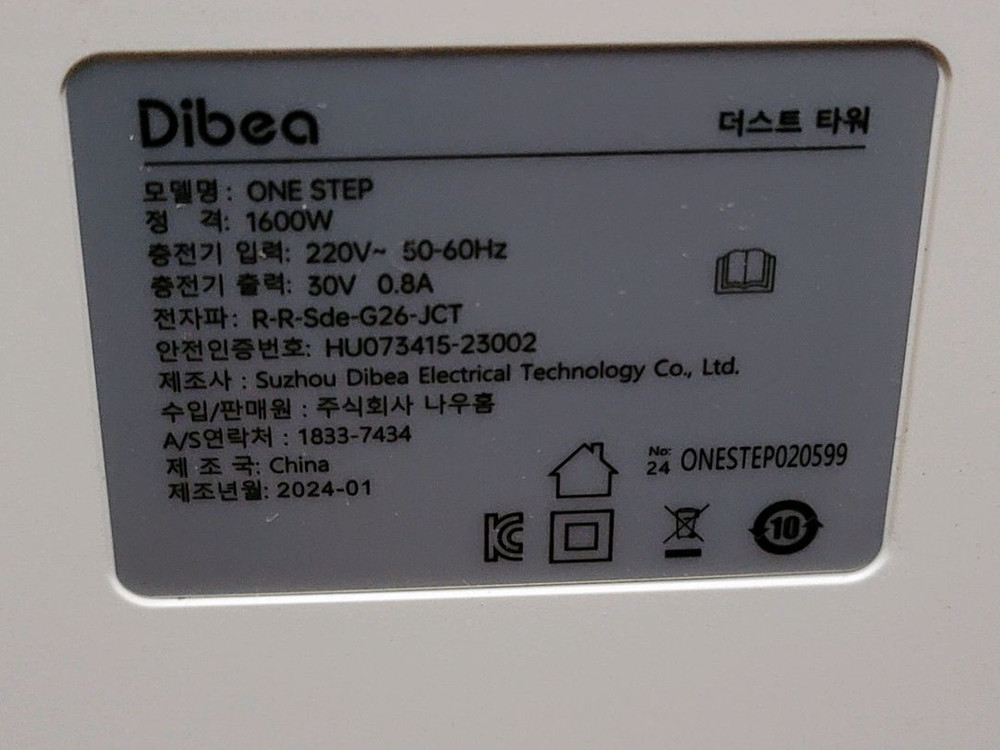 Dibea
더스트 타워
모델명: ONE STEP
정 격: 1600W
충전기 입력: 220V~ 50-60Hz
충전기 출력: 30V 0.8A
전자파: R-R-Sde-G26-JCT
안전인증번호: HU073415-23002
제조사 : Suzhou Dibea Electrical Technology Co., Ltd.
수입/판매원 : 주식회사 나우홈
A/S연락처 : 1833-7434
제 조 국: China
제조년월: 2024-01
No:
24 ONESTEP020599
KC
10